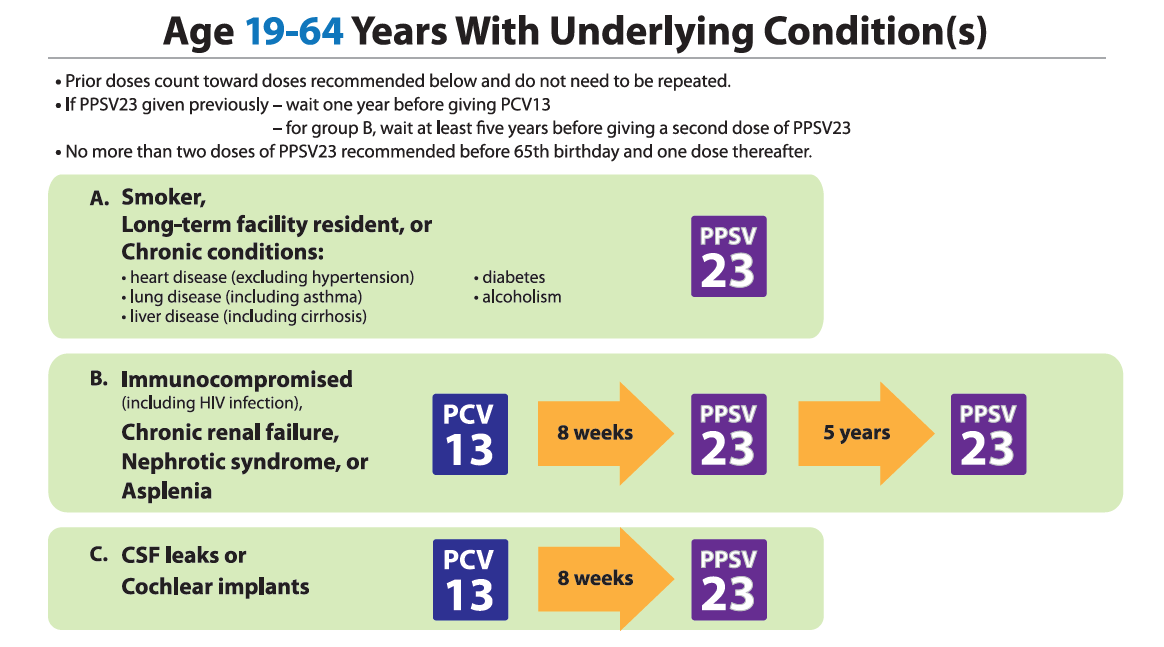 Age 19-64 Years With Underlying Condition(s)
• Prior doses count toward doses recommended below and do not need to be repeated.
• If PPSV23 given previously – wait one year before giving PCV13
– for group B, wait at least five years before giving a second dose of PPSV23
• No more than two doses of PPSV23 recommended before 65th birthday and one dose thereafter.
A. Smoker,
Long-term facility resident, or
Chronic conditions:
• heart disease (excluding hypertension)
• lung disease (including asthma)
• liver disease (including cirrhosis)
• diabetes
• alcoholism
PPSV
23
B. Immunocompromised
(including HIV infection),
Chronic renal failure,
Nephrotic syndrome, or
Asplenia
PCV
13
8 weeks
PPSV
23
5 years
PPSV
23
C. CSF leaks or
Cochlear implants
PCV
13
8 weeks
PPSV
23